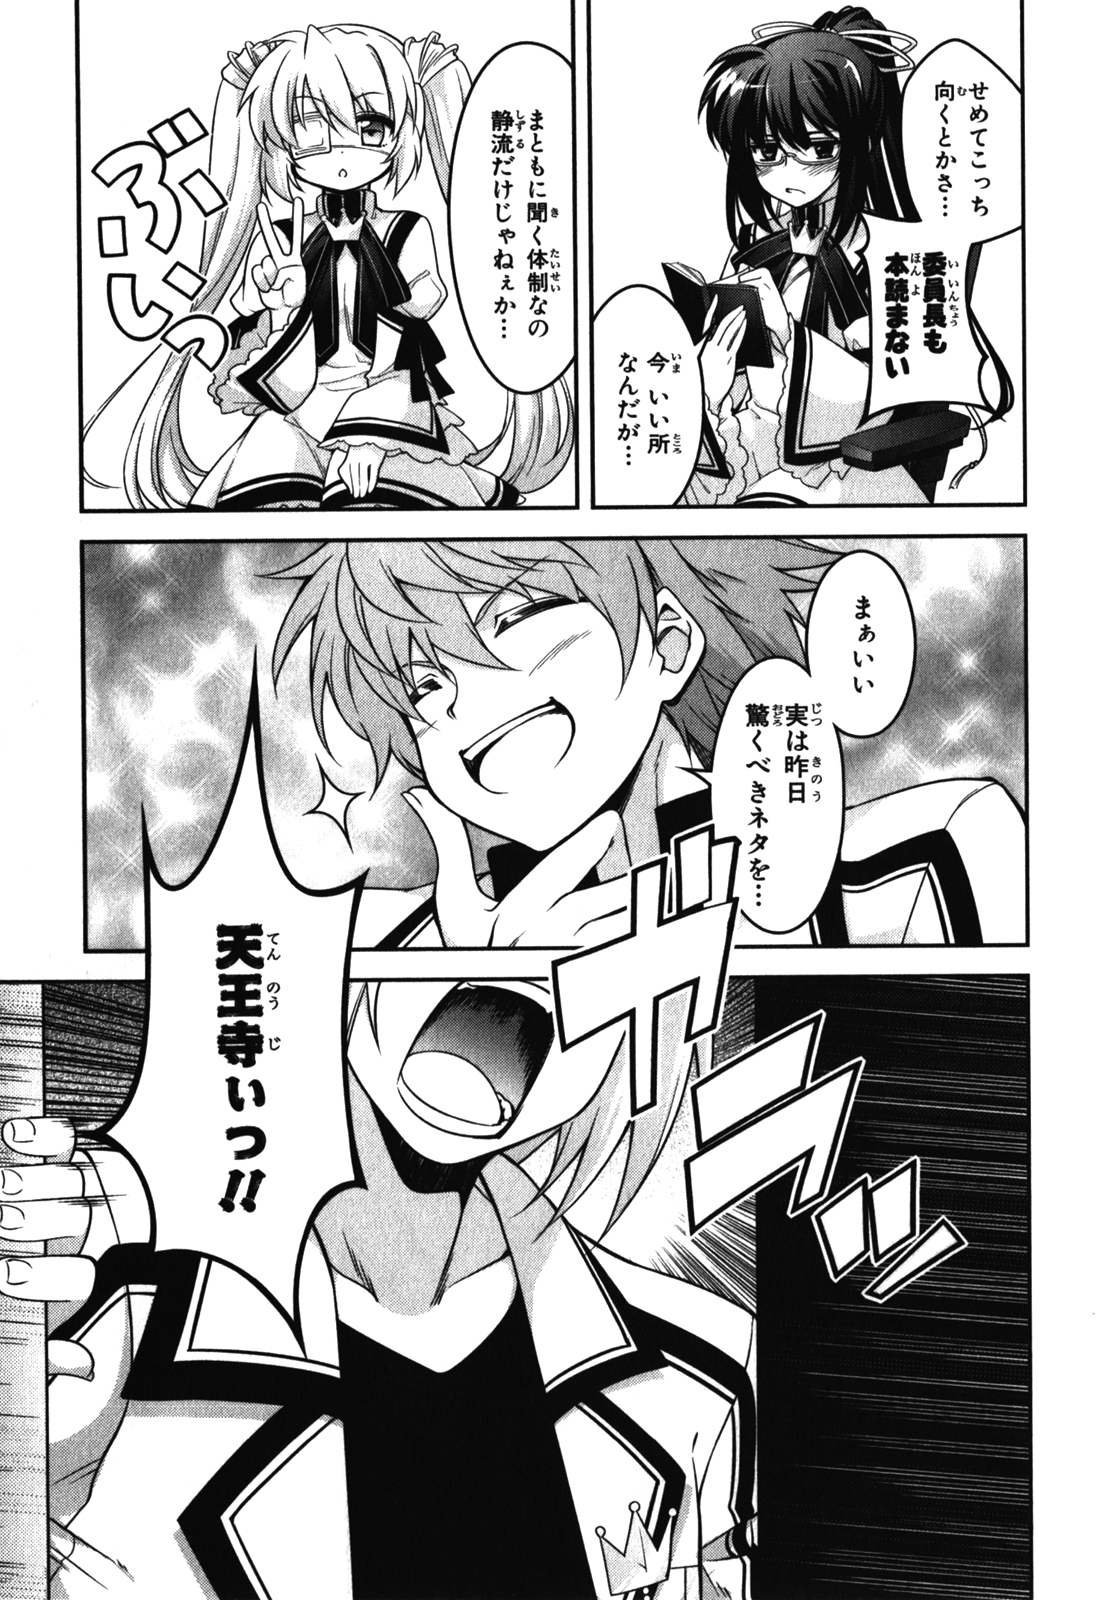 せめてこっち
向くとかさ…
委員長も
本読まない
今いい所
なんだが…
まともに聞く体制なの
静流だけじゃねぇか…
ぶいっ
まぁいい
実は昨日
驚くべきネタを…
ガラッ
天王寺いっ!!